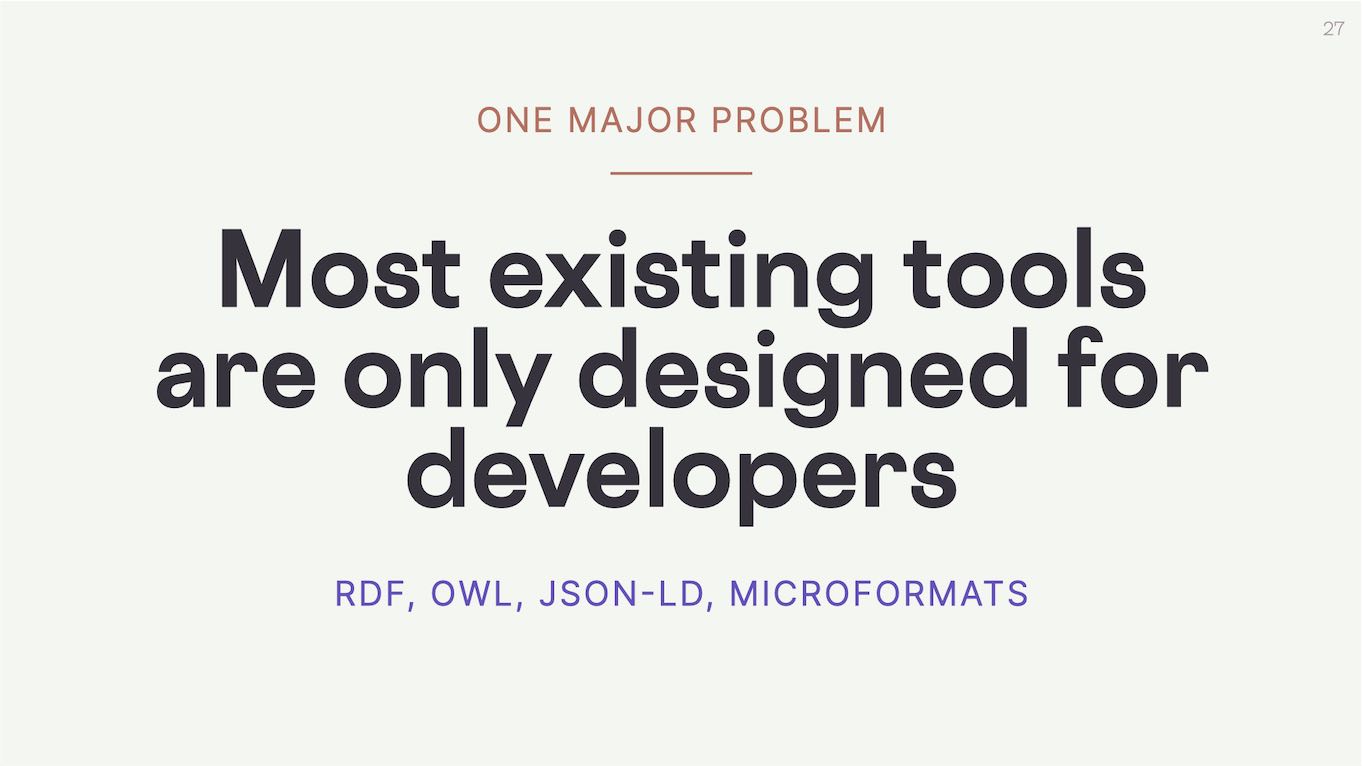 27
ONE MAJOR PROBLEM
Most existing tools
are only designed for
developers
RDF, OWL, JSON-LD, MICROFORMATS